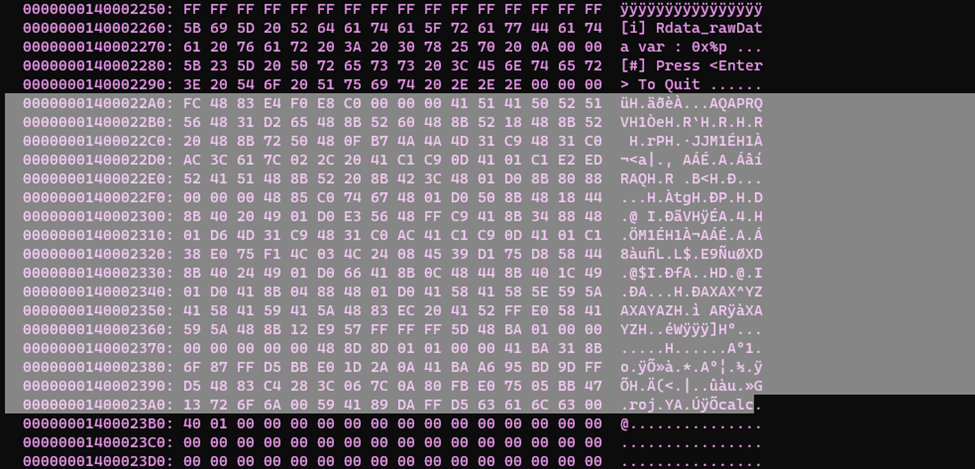 0000000140002250: FF FF FF FF FF FF FF FF FF FF FF FF FF FF FF FF  ÿÿÿÿÿÿÿÿÿÿÿÿÿÿÿÿ
0000000140002260: 5B 69 5D 20 52 64 61 74 61 5F 72 61 77 44 61 74  [i] Rdata_rawDat
0000000140002270: 61 20 76 61 72 20 3A 20 30 78 25 70 20 0A 00 00  a var : 0x%p ...
0000000140002280: 5B 23 5D 20 50 72 65 73 73 20 3C 45 6E 74 65 72  [#] Press <Enter
0000000140002290: 3E 20 54 6F 20 51 75 69 74 20 2E 2E 2E 00 00 00  > To Quit ......
00000001400022A0: FC 48 83 E4 F0 E8 C0 00 00 00 41 51 41 50 52 51  üH.äðèÀ...AQAPRQ
00000001400022B0: 56 48 31 D2 65 48 8B 52 60 48 8B 52 18 48 8B 52  VH1ÒeH.R`H.R.H.R
00000001400022C0: 20 48 8B 72 50 48 0F B7 4A 4A 4D 31 C9 48 31 C0   H.rPH.·JJM1ÉH1À
00000001400022D0: AC 3C 61 7C 02 2C 20 41 C1 C9 0D 41 01 C1 E2 ED  ¬<a|., AÁÉ.A.Áâí
00000001400022E0: 52 41 51 48 8B 52 20 8B 42 3C 48 01 D0 8B 80 88  RAQH.R .B<H.Ð...
00000001400022F0: 00 00 00 48 85 C0 74 67 48 01 D0 50 8B 48 18 44  ...H.ÀtgH.ÐP.H.D
0000000140002300: 8B 40 20 49 01 D0 E3 56 48 FF C9 41 8B 34 88 48  .@ I.ÐãVHÿÉA.4.H
0000000140002310: 01 D6 4D 31 C9 48 31 C0 AC 41 C1 C9 0D 41 01 C1  .ÖM1ÉH1À¬AÁÉ.A.Á
0000000140002320: 38 E0 75 F1 4C 03 4C 24 08 45 39 D1 75 D8 58 44  8àuñL.L$.E9ÑuØXD
0000000140002330: 8B 40 24 49 01 D0 66 41 8B 0C 48 44 8B 40 1C 49  .@$I.ÐfA..HD.@.I
0000000140002340: 01 D0 41 8B 04 88 48 01 D0 41 58 41 58 5E 59 5A  .ÐA...H.ÐAXAX^YZ
0000000140002350: 41 58 41 59 41 5A 48 83 EC 20 41 52 FF E0 58 41  AXAYAZH.ì ARÿàXA
0000000140002360: 59 5A 48 8B 12 E9 57 FF FF FF 5D 48 BA 01 00 00  YZH..éWÿÿÿ]Hº...
0000000140002370: 00 00 00 00 00 48 8D 8D 01 01 00 00 41 BA 31 8B  .....H......Aº1.
0000000140002380: 6F 87 FF D5 BB E0 1D 2A 0A 41 BA A6 95 BD 9D FF  o.ÿÕ»à.*.Aº¦.½.ÿ
0000000140002390: D5 48 83 C4 28 3C 06 7C 0A 80 FB E0 75 05 BB 47  ÕH.Ä(<.|..ûàu.»G
00000001400023A0: 13 72 6F 6A 00 59 41 89 DA FF D5 63 61 6C 63 00  .roj.YA.ÚÿÕcalc.
00000001400023B0: 40 01 00 00 00 00 00 00 00 00 00 00 00 00 00 00  @...............
00000001400023C0: 00 00 00 00 00 00 00 00 00 00 00 00 00 00 00 00  ................
00000001400023D0: 00 00 00 00 00 00 00 00 00 00 00 00 00 00 00 00  ................